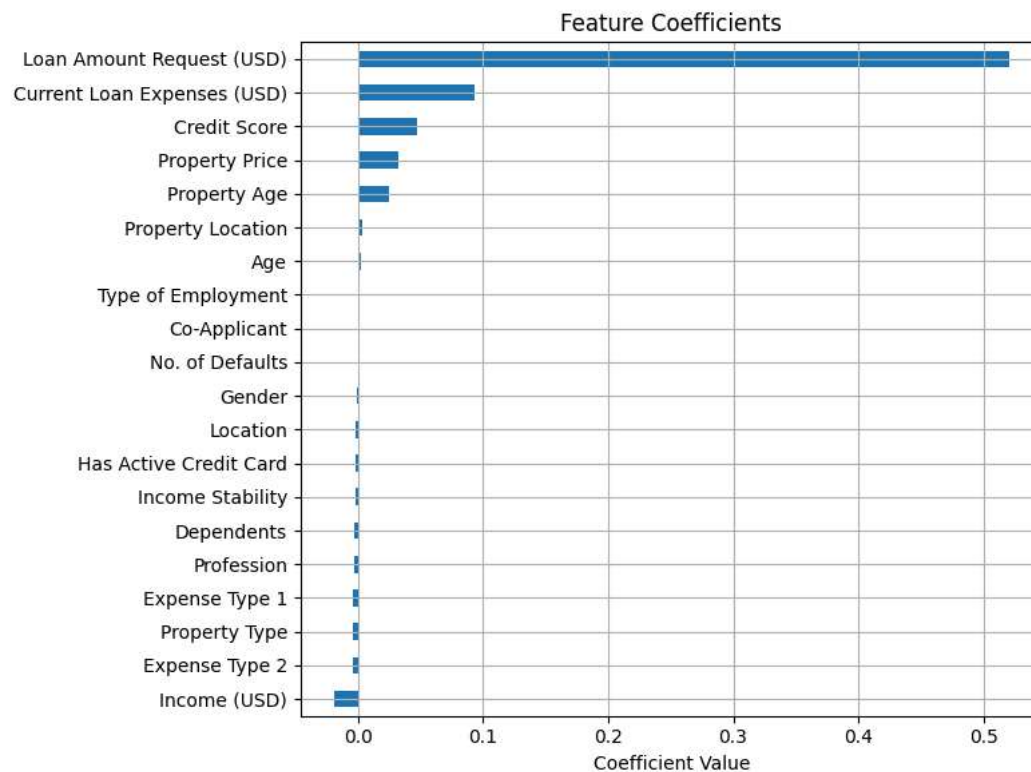 Feature Coefficients
Loan Amount Request (USD)
Current Loan Expenses (USD)
Credit Score
Property Price
Property Age
Property Location
Age
Type of Employment
Co-Applicant
No. of Defaults
Gender
Location
Has Active Credit Card
Income Stability
Dependents
Profession
Expense Type 1
Property Type
Expense Type 2
Income (USD)
0.0 0.1 0.2 0.3 0.4 0.5
Coefficient Value